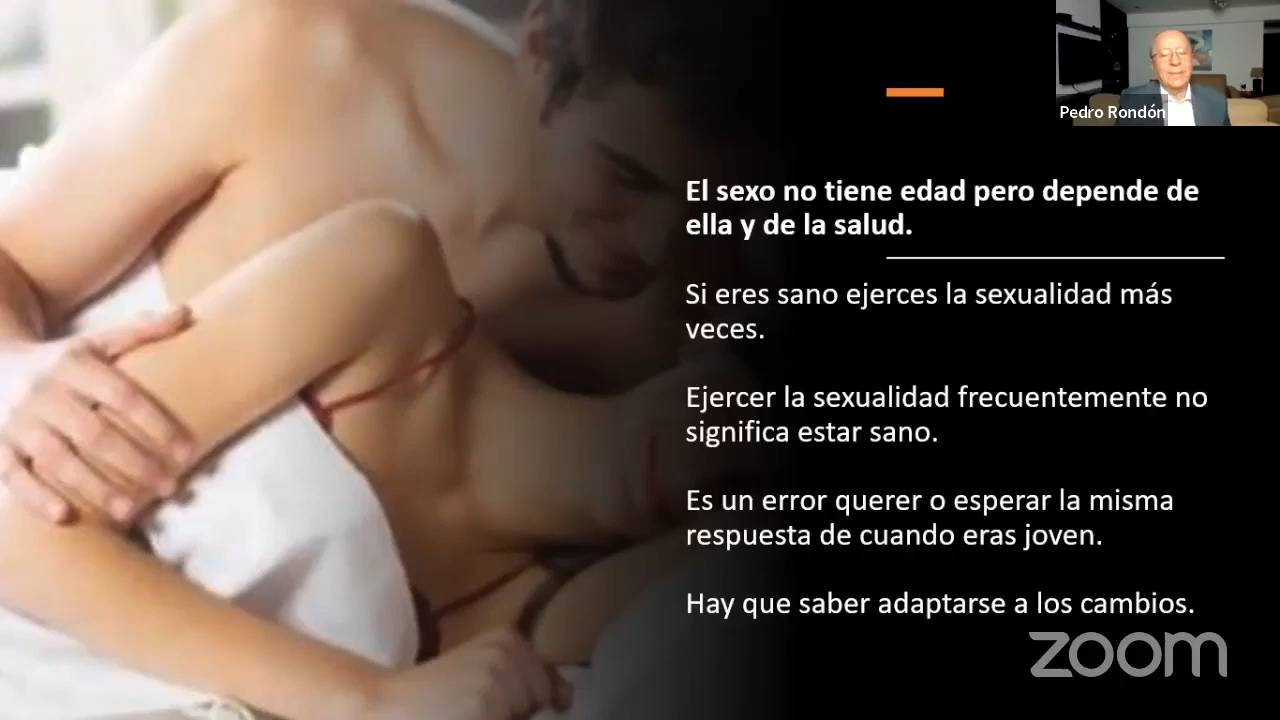 Pedro Rondón
El sexo no tiene edad pero depende de
ella y de la salud.
Si eres sano ejerces la sexualidad más
veces.
Ejercer la sexualidad frecuentemente no
significa estar sano.
Es un error querer o esperar la misma
respuesta de cuando eras joven.
Hay que saber adaptarse a los cambios.
zoom